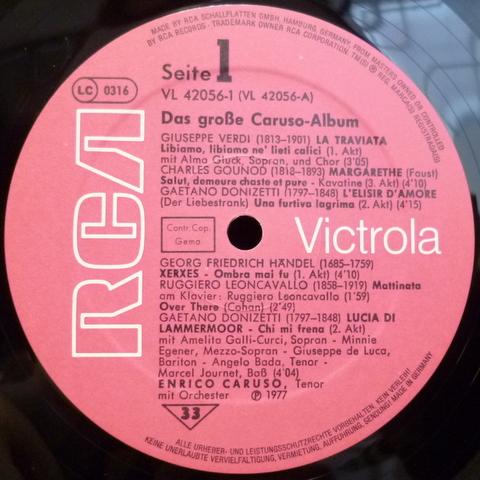 MADE BY RCA SCHALLPLATTEN GMBH, HAMBURG, GERMANY, FROM MASTERS OWNED OR CONTROLLED
BY RCA RECORDS · TRADEMARK OWNER RCA CORPORATION. TM(S) ® REG. MARCA(S) REGISTRADA(S)
Seite 1
LC 0316
VL 42056-1 (VL 42056-A)
Das große Caruso-Album
GIUSEPPE VERDI (1813–1901) LA TRAVIATA
Libiamo, libiamo ne' lieti calici (1. Akt)
mit Alma Gluck, Sopran, und Chor (3'05)
CHARLES GOUNOD (1818-1893) MARGARETHE (Faust)
Salut, demeure chaste et pure - Kavatine (3. Akt) (4'10)
GAETANO DONIZETTI (1797-1848) L'ELISIR D'AMORE
(Der Liebestrank) Una furtiva lagrima (2. Akt) (4'15)
Contr. Cop.
Gema
RCA
Victrola
GEORG FRIEDRICH HÄNDEL (1685-1759)
XERXES - Ombra mai fu (1. Akt) (4'10)
RUGGIERO LEONCAVALLO (1858-1919) Mattinata
am Klavier: Ruggiero Leoncavallo (1'59)
Over There (Cohan) (2'49)
GAETANO DONIZETTI (1797-1848) LUCIA DI
LAMMERMOOR - Chi mi frena (2. Akt)
mit Amelita Galli-Curci, Sopran - Minnie
Egener, Mezzo-Sopran - Giuseppe de Luca,
Bariton - Angelo Bada, Tenor -
Marcel Journet, Baß (4'04)
ENRICO CARUSO, Tenor
mit Orchester ℗ 1977
33
ALLE URHEBER- UND LEISTUNGSSCHUTZRECHTE VORBEHALTEN. KEIN VERLEIH!
KEINE UNERLAUBTE VERVIELFÄLTIGUNG, VERMIETUNG, AUFFÜHRUNG, SENDUNG! MADE IN GERMANY